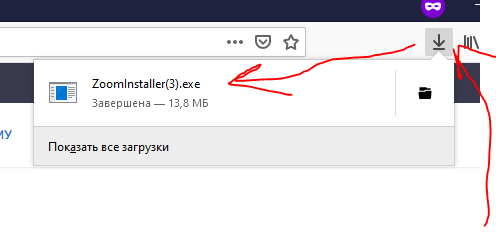 ZoomInstaller(3).exe
Завершена — 13,8 МБ
МУ
Показать все загрузки